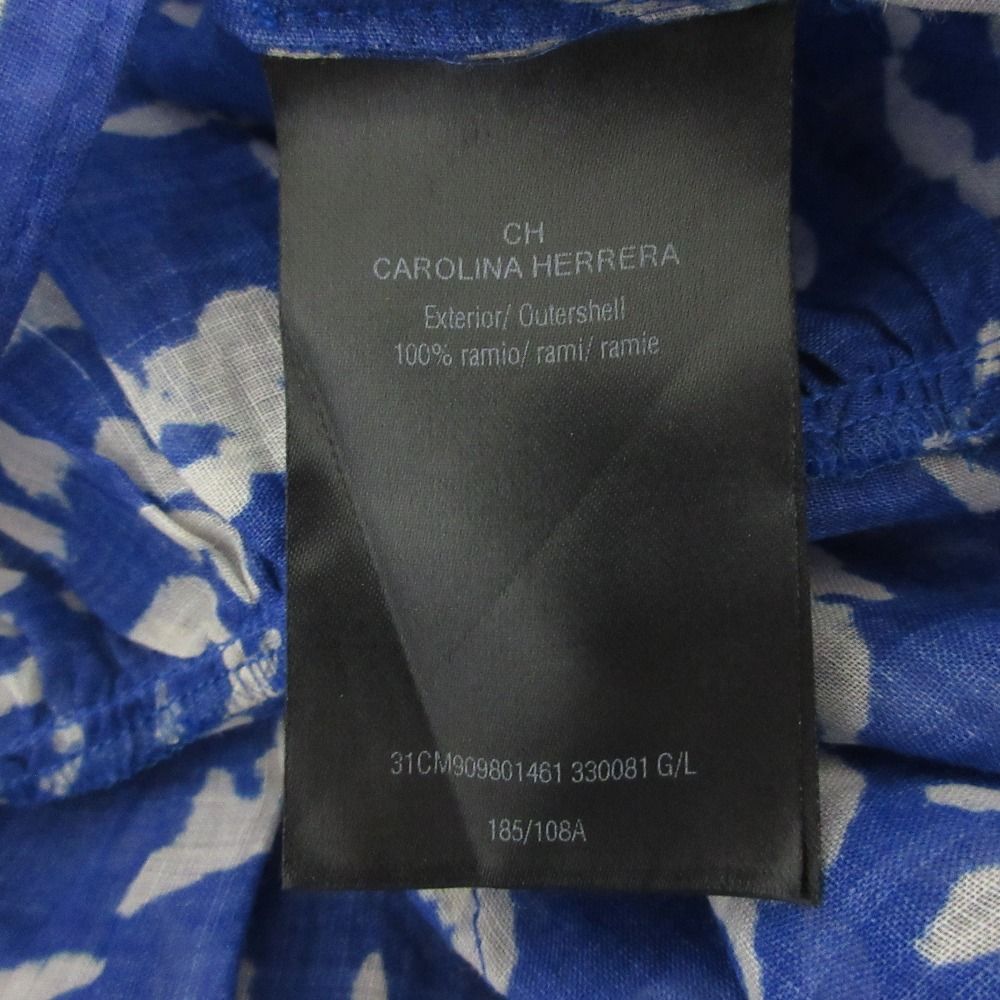 CH
CAROLINA HERRERA
Exterior/ Outershell
100% ramio/ rami/ ramie
31CM909801461 330081 G/L
185/108A